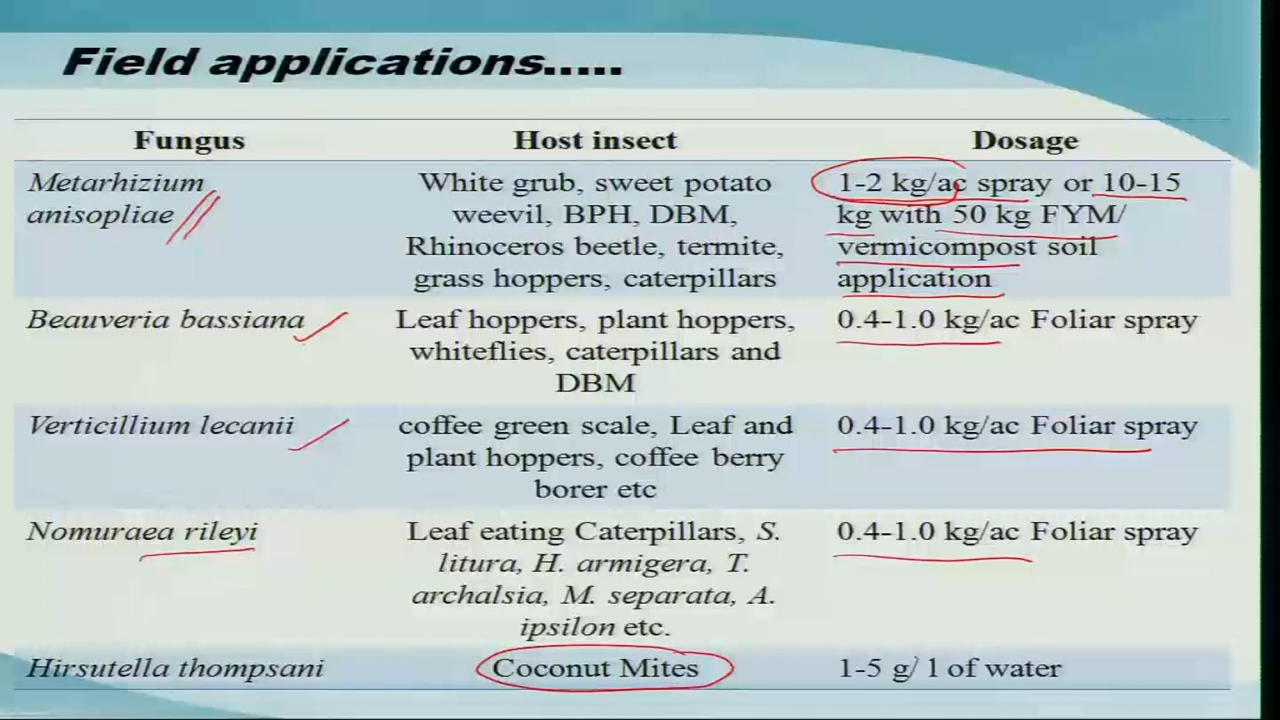 Field applications.....
Fungus Host insect Dosage
Metarhizium anisopliae
White grub, sweet potato
weevil, BPH, DBM,
Rhinoceros beetle, termite,
grass hoppers, caterpillars
1-2 kg/ac spray or 10-15
kg with 50 kg FYM/
vermicompost soil
application
Beauveria bassiana
Leaf hoppers, plant hoppers,
whiteflies, caterpillars and
DBM
0.4-1.0 kg/ac Foliar spray
Verticillium lecanii
coffee green scale, Leaf and
plant hoppers, coffee berry
borer etc
0.4-1.0 kg/ac Foliar spray
Nomuraea rileyi
Leaf eating Caterpillars, S.
litura, H. armigera, T.
archalsia, M. separata, A.
ipsilon etc.
0.4-1.0 kg/ac Foliar spray
Hirsutella thompsani
Coconut Mites
1-5 g/ l of water